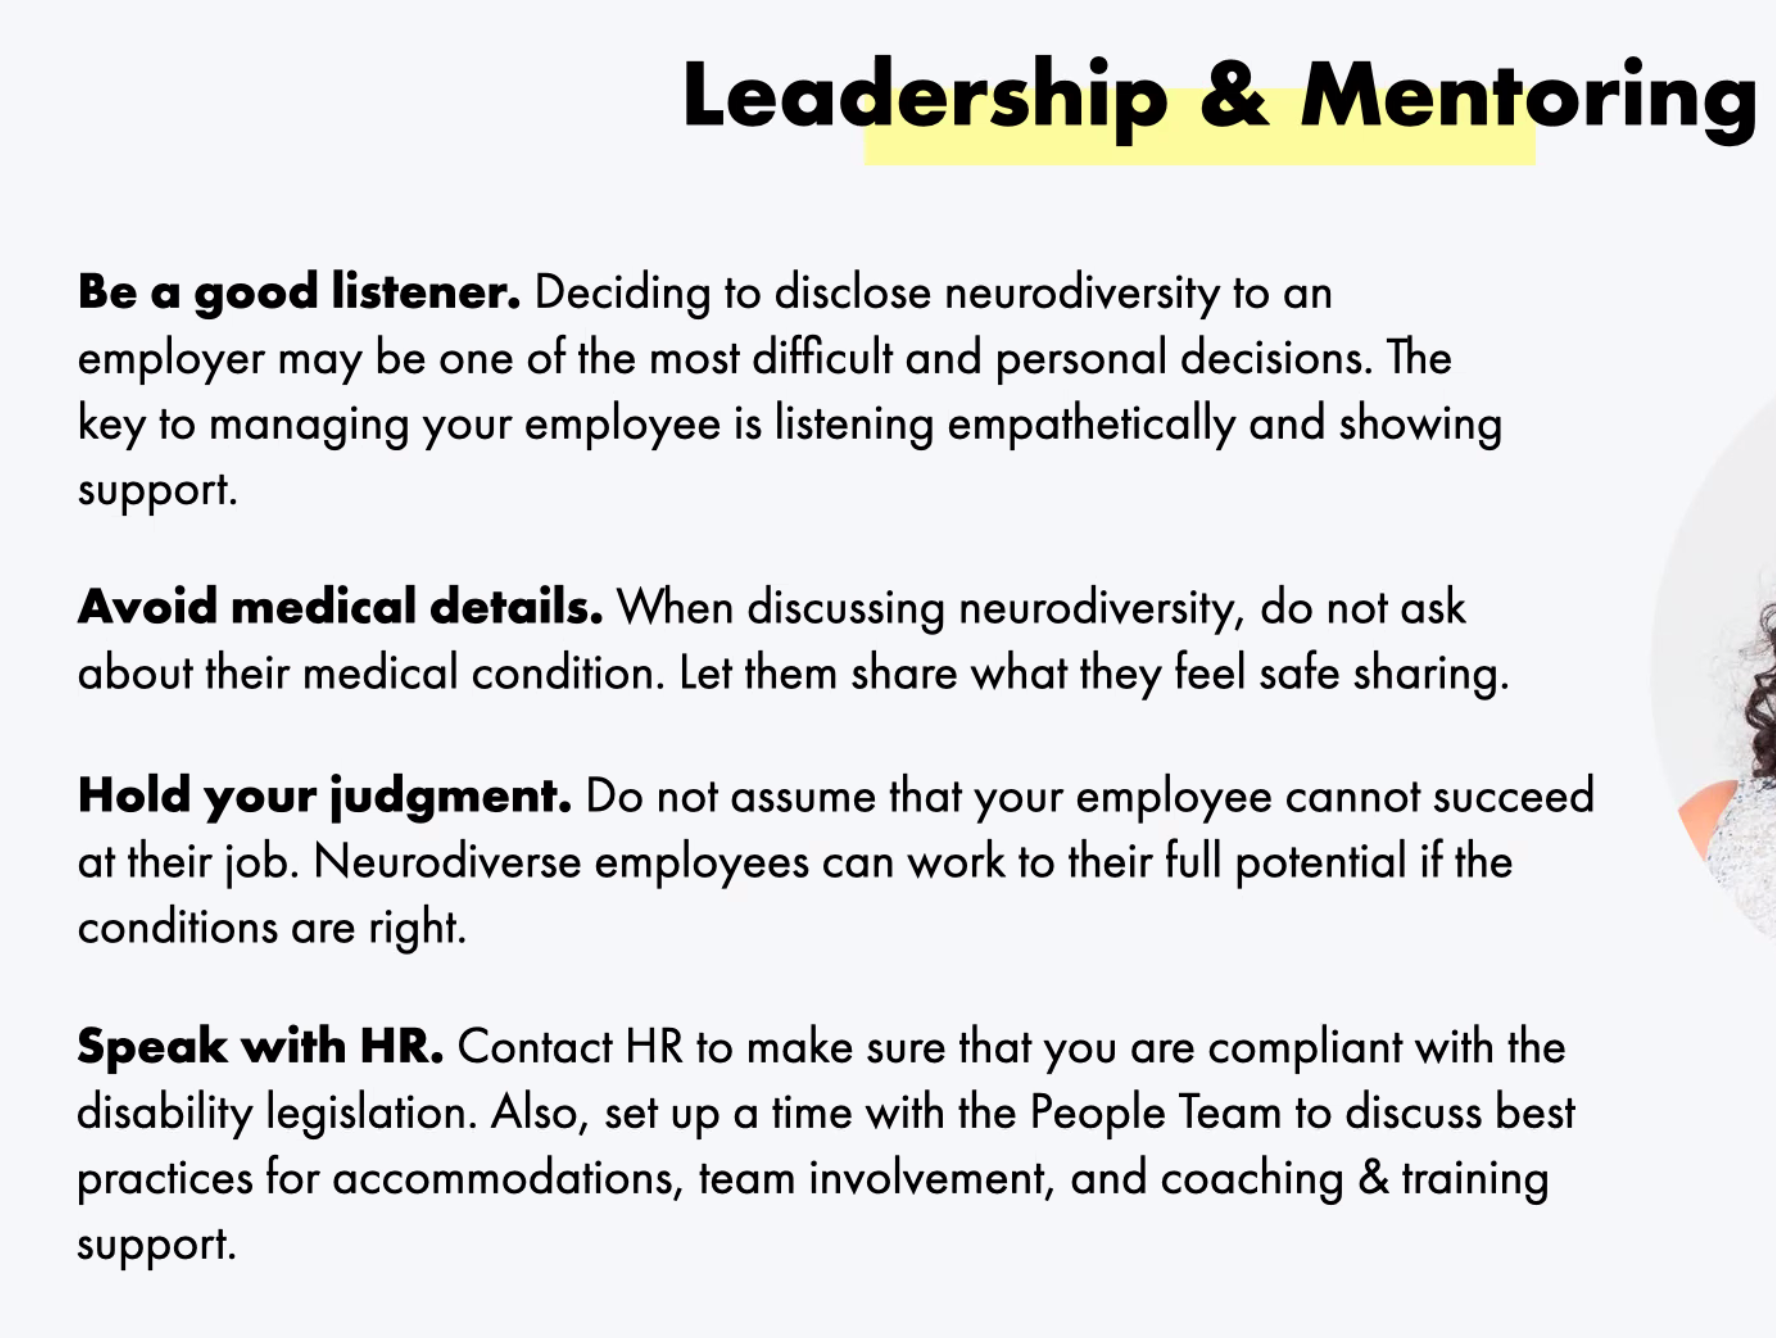 Leadership & Mentoring
Be a good listener. Deciding to disclose neurodiversity to an
employer may be one of the most difficult and personal decisions. The
key to managing your employee is listening empathetically and showing
support.
Avoid medical details. When discussing neurodiversity, do not ask
about their medical condition. Let them share what they feel safe sharing.
Hold your judgment. Do not assume that your employee cannot succeed
at their job. Neurodiverse employees can work to their full potential if the
conditions are right.
Speak with HR. Contact HR to make sure that you are compliant with the
disability legislation. Also, set up a time with the People Team to discuss best
practices for accommodations, team involvement, and coaching & training
support.